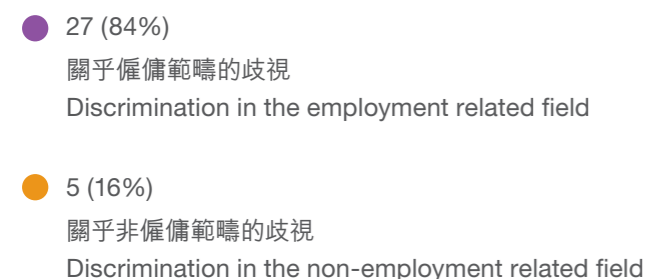 27 (84%)
關乎僱傭範疇的歧視
Discrimination in the employment related field
5 (16%)
關乎非僱傭範疇的歧視
Discrimination in the non-employment related field